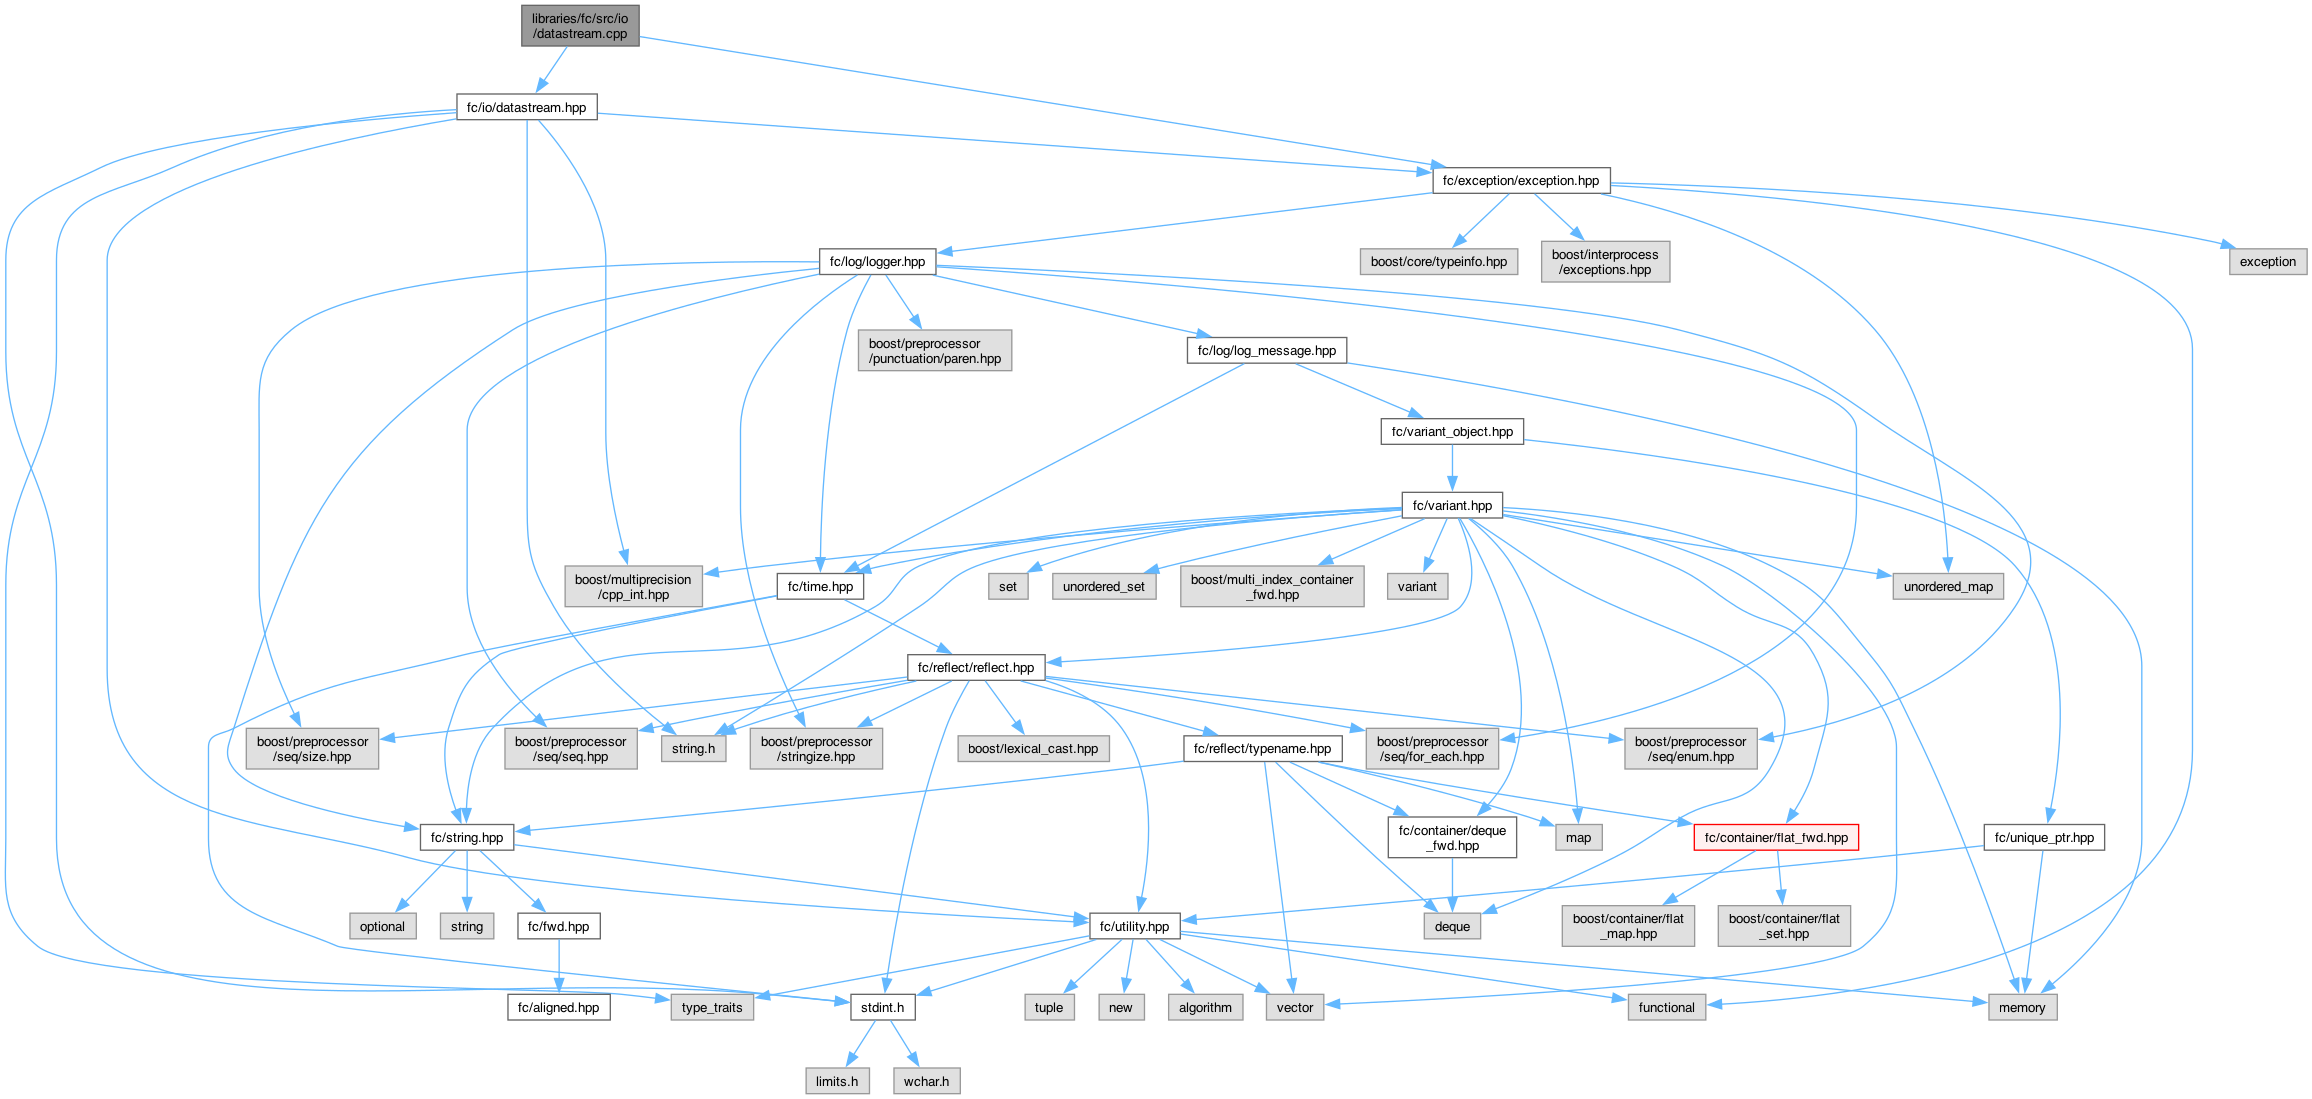 libraries/fc/src/io
/datastream.cpp
fc/io/datastream.hpp
fc/exception/exception.hpp
fc/log/logger.hpp
boost/core/typeinfo.hpp
boost/interprocess
/exceptions.hpp
exception
boost/preprocessor
/punctuation/paren.hpp
fc/log/log_message.hpp
fc/variant_object.hpp
fc/variant.hpp
boost/multiprecision
/cpp_int.hpp
fc/time.hpp
set
unordered_set
boost/multi_index_container
_fwd.hpp
variant
unordered_map
fc/reflect/reflect.hpp
boost/preprocessor
/seq/size.hpp
boost/preprocessor
/seq/seq.hpp
string.h
boost/preprocessor
/stringize.hpp
boost/lexical_cast.hpp
fc/reflect/typename.hpp
boost/preprocessor
/seq/for_each.hpp
boost/preprocessor
/seq/enum.hpp
fc/string.hpp
fc/container/deque
_fwd.hpp
map
fc/container/flat_fwd.hpp
fc/unique_ptr.hpp
optional
string
fc/fwd.hpp
fc/utility.hpp
deque
boost/container/flat
_map.hpp
boost/container/flat
_set.hpp
fc/aligned.hpp
type_traits
stdint.h
tuple
new
algorithm
vector
functional
memory
limits.h
wchar.h